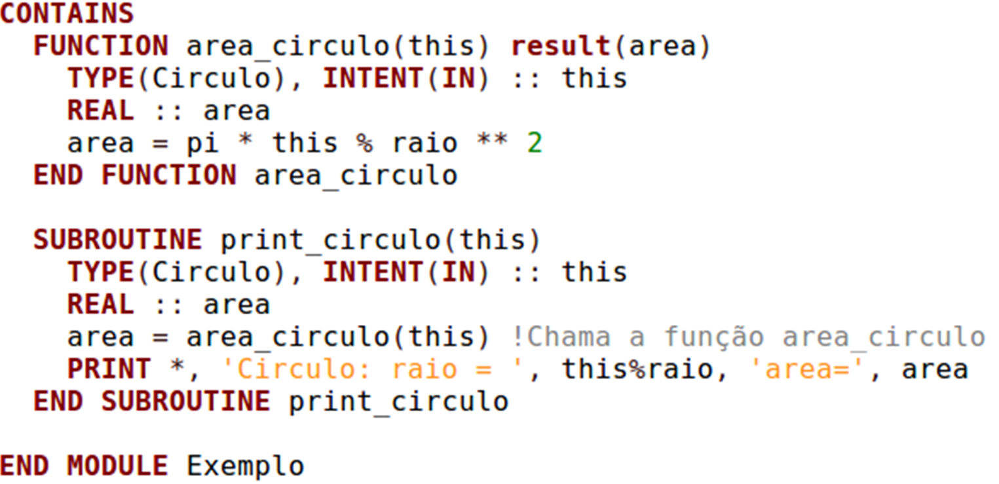 CONTAINS
FUNCTION area_circulo(this) result(area)
TYPE(Circulo), INTENT(IN) :: this
REAL :: area
area = pi * this % raio ** 2
END FUNCTION area_circulo
SUBROUTINE print_circulo(this)
TYPE(Circulo), INTENT(IN) :: this
REAL :: area
area = area_circulo(this) !Chama a função area_circulo
PRINT *, 'Circulo: raio = ', this%raio, 'area=', area
END SUBROUTINE print_circulo
END MODULE Exemplo